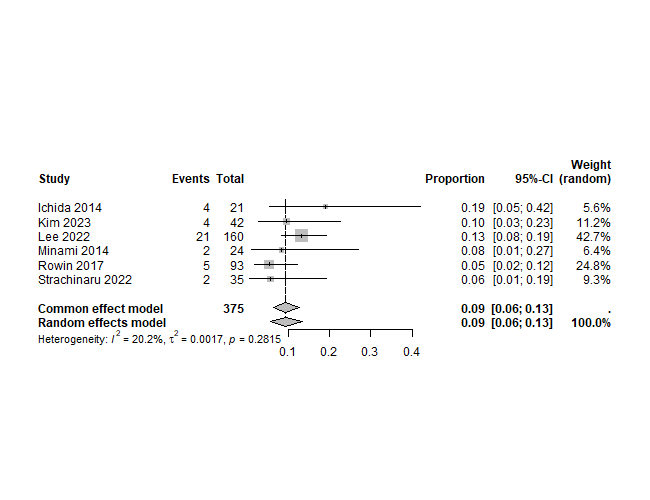 Weight
Study Events Total Proportion 95%-CI (random)
Ichida 2014 4 21 0.19 [0.05; 0.42] 5.6%
Kim 2023 4 42 0.10 [0.03; 0.23] 11.2%
Lee 2022 21 160 0.13 [0.08; 0.19] 42.7%
Minami 2014 2 24 0.08 [0.01; 0.27] 6.4%
Rowin 2017 5 93 0.05 [0.02; 0.12] 24.8%
Strachinaru 2022 2 35 0.06 [0.01; 0.19] 9.3%
Common effect model 375 0.09 [0.06; 0.13] .
Random effects model 0.09 [0.06; 0.13] 100.0%
Heterogeneity: I² = 20.2%, τ² = 0.0017, p = 0.2815
0.1 0.2 0.3 0.4